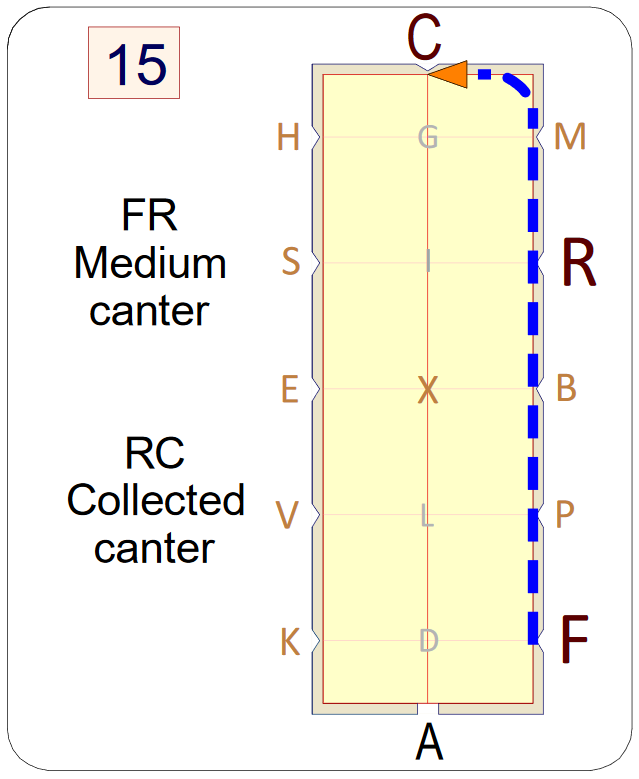 15
C
H G M
FR
Medium
canter
S I R
E X B
RC
Collected
canter
V L P
K D F
A